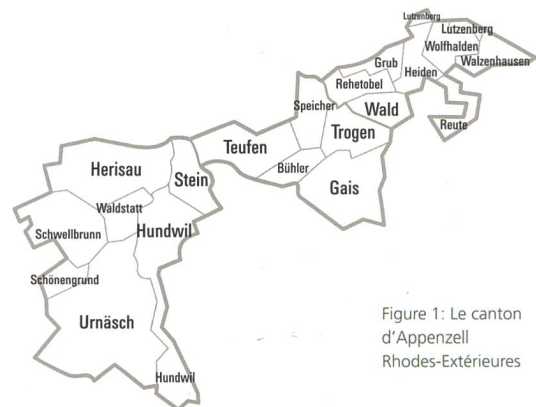 Lutzenberg
Lutzenberg
Wolfhalden
Grub
Walzenhausen
Heiden
Rehetobel
Speicher
Wald
Reute
Trogen
Teufen
Bühler
Herisau
Stein
Gais
Waldstatt
Schwellbrunn
Hundwil
Schönengrund
Urnäsch
Hundwil
Figure 1: Le canton
d'Appenzell
Rhodes-Extérieures